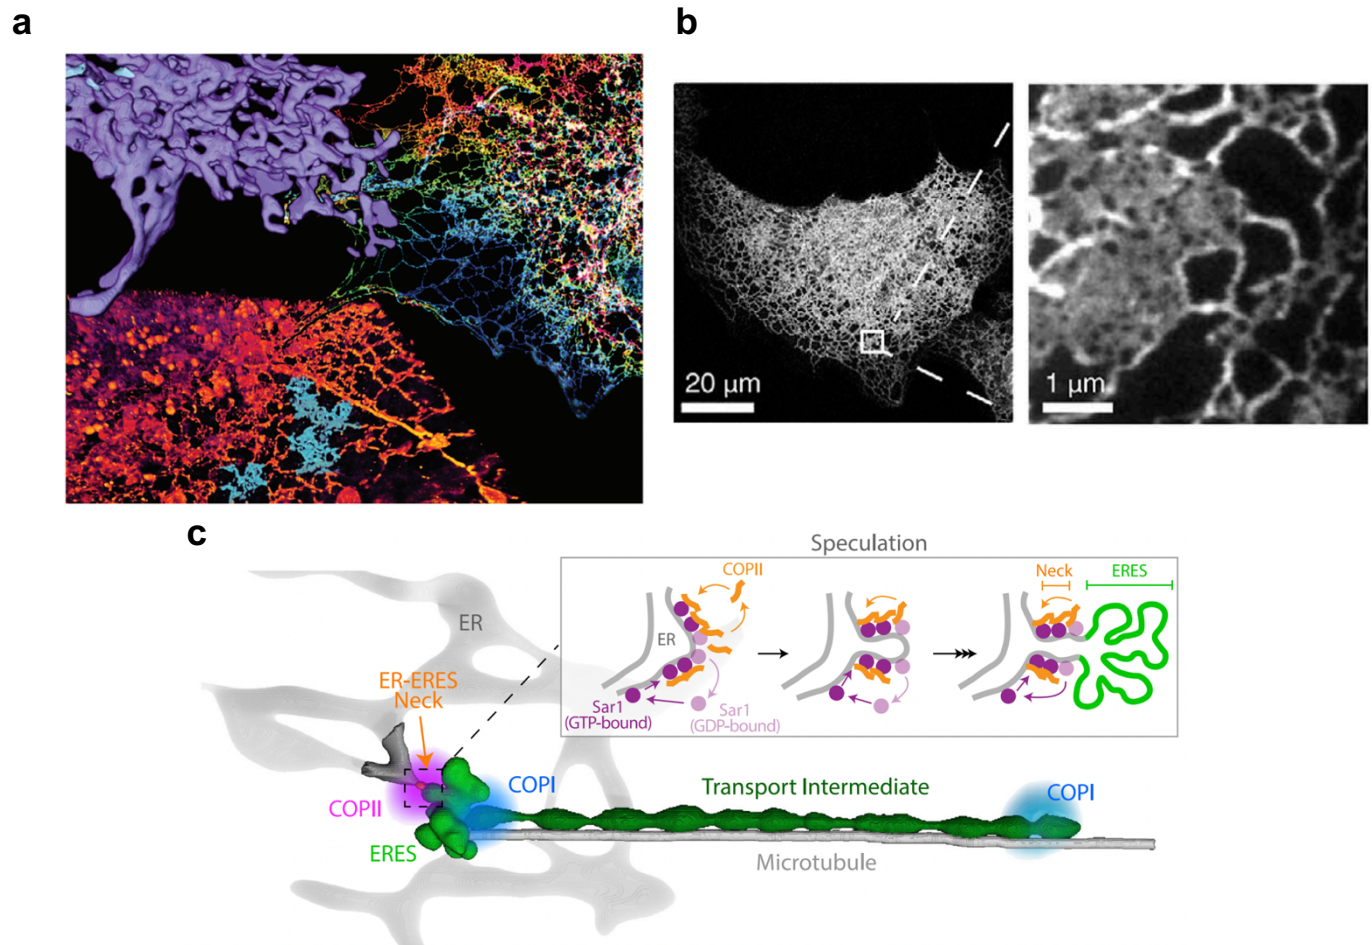 a
b
20 μm
1 μm
c
Speculation
COPII
Neck
ERES
ER
Sar1
(GTP-bound)
Sar1
(GDP-bound)
ER
ER-ERES
Neck
COPII
ERES
COPI
Transport Intermediate
COPI
Microtubule